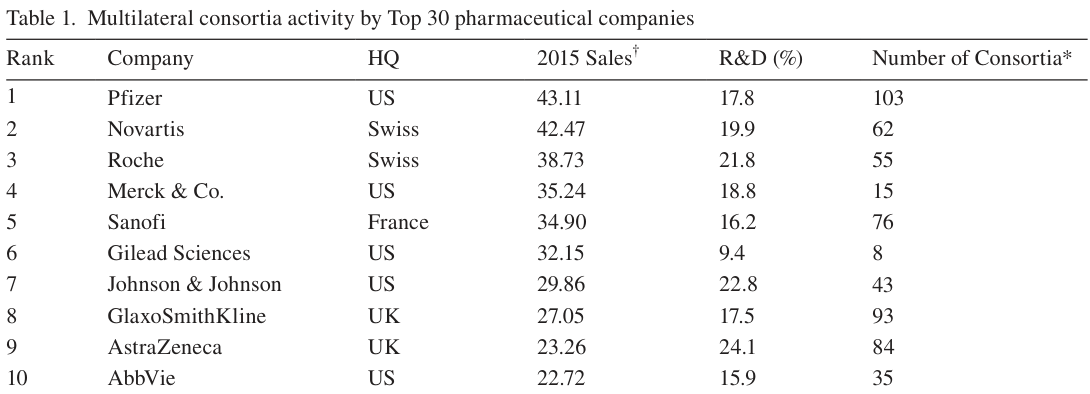 Table 1. Multilateral consortia activity by Top 30 pharmaceutical companies
Rank Company HQ 2015 Sales† R&D (%) Number of Consortia*
1 Pfizer US 43.11 17.8 103
2 Novartis Swiss 42.47 19.9 62
3 Roche Swiss 38.73 21.8 55
4 Merck & Co. US 35.24 18.8 15
5 Sanofi France 34.90 16.2 76
6 Gilead Sciences US 32.15 9.4 8
7 Johnson & Johnson US 29.86 22.8 43
8 GlaxoSmithKline UK 27.05 17.5 93
9 AstraZeneca UK 23.26 24.1 84
10 AbbVie US 22.72 15.9 35